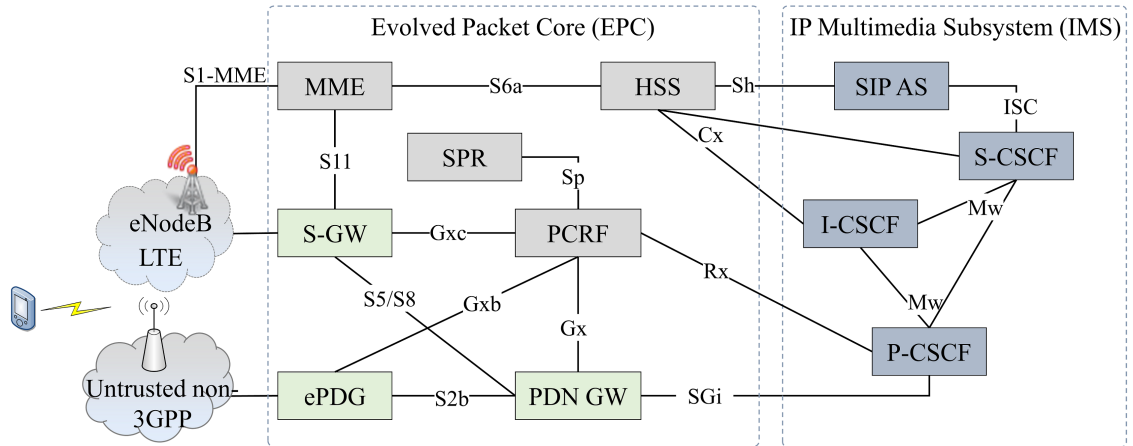 Evolved Packet Core (EPC)
IP Multimedia Subsystem (IMS)
S1-MME
MME
S6a
HSS
Sh
SIP AS
ISC
Cx
S-CSCF
S11
SPR
Sp
Mw
eNodeB
LTE
S-GW
Gxc
PCRF
I-CSCF
Rx
S5/S8
Gxb
Gx
Mw
P-CSCF
Untrusted non-
3GPP
ePDG
S2b
PDN GW
SGi